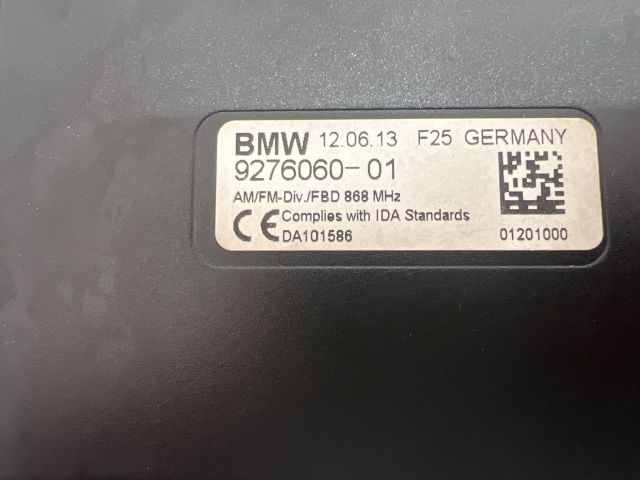 BMW 12.06.13 F25 GERMANY
9276060-01
AM/FM-Div./FBD 868 MHz
CE Complies with IDA Standards
DA101586
01201000